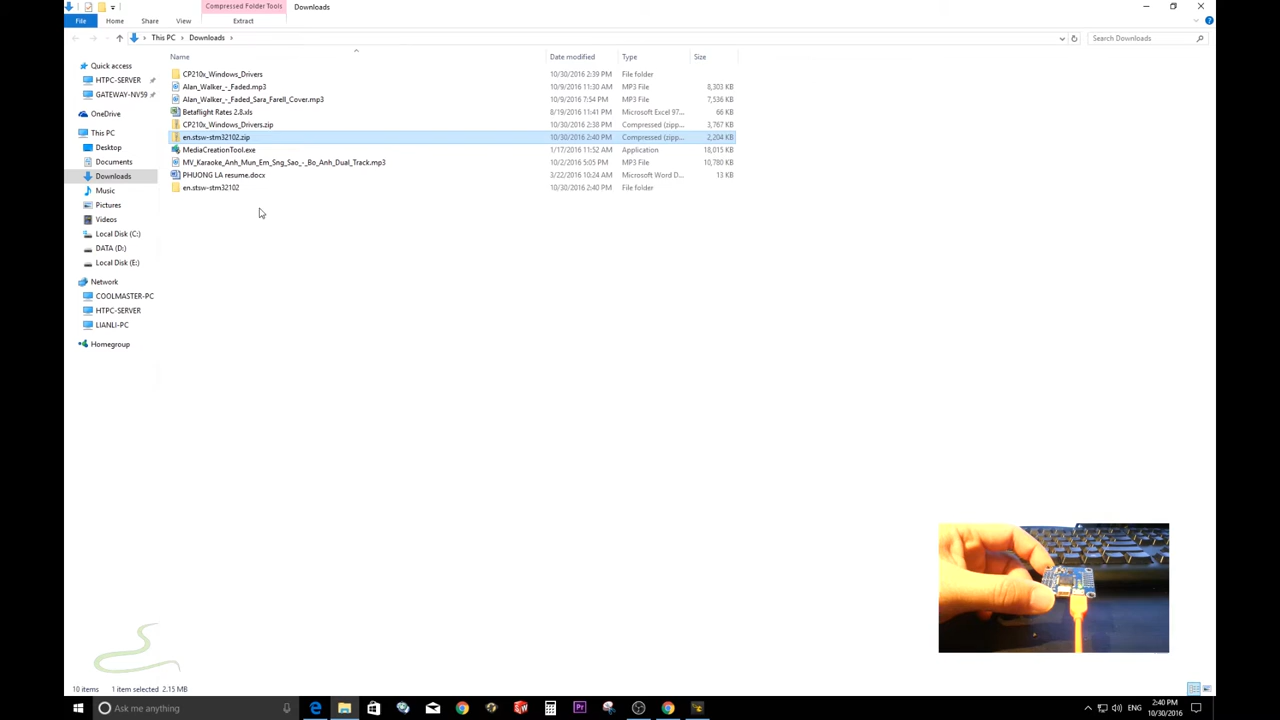 Compressed Folder Tools Downloads
File Home Share View Extract
This PC > Downloads > Search Downloads
Name Date modified Type Size
CP210x_Windows_Drivers 10/30/2016 2:39 PM File folder
Alan_Walker_-_Faded.mp3 10/9/2016 11:30 AM MP3 File 8,303 KB
Alan_Walker_-_Faded_Sara_Farell_Cover.mp3 10/9/2016 7:54 PM MP3 File 7,536 KB
Betaflight Rates 2.8.xls 8/19/2016 11:41 PM Microsoft Excel 97... 66 KB
CP210x_Windows_Drivers.zip 10/30/2016 2:38 PM Compressed (zipp... 3,767 KB
en.stsw-stm32102.zip 10/30/2016 2:40 PM Compressed (zipp... 2,204 KB
MediaCreationTool.exe 1/17/2016 11:52 AM Application 18,015 KB
MV_Karaoke_Anh_Mun_Em_Sng_Sao_-_Bo_Anh_Dual_Track.mp3 10/2/2016 5:05 PM MP3 File 10,780 KB
PHUONG LA resume.docx 3/22/2016 10:24 AM Microsoft Word D... 13 KB
en.stsw-stm32102 10/30/2016 2:40 PM File folder
Quick access
HTPC-SERVER
GATEWAY-NV59
OneDrive
This PC
Desktop
Documents
Downloads
Music
Pictures
Videos
Local Disk (C:)
DATA (D:)
Local Disk (E:)
Network
COOLMASTER-PC
HTPC-SERVER
LIANLI-PC
Homegroup
10 items 1 item selected 2.15 MB
Ask me anything
ENG
2:40 PM
10/30/2016